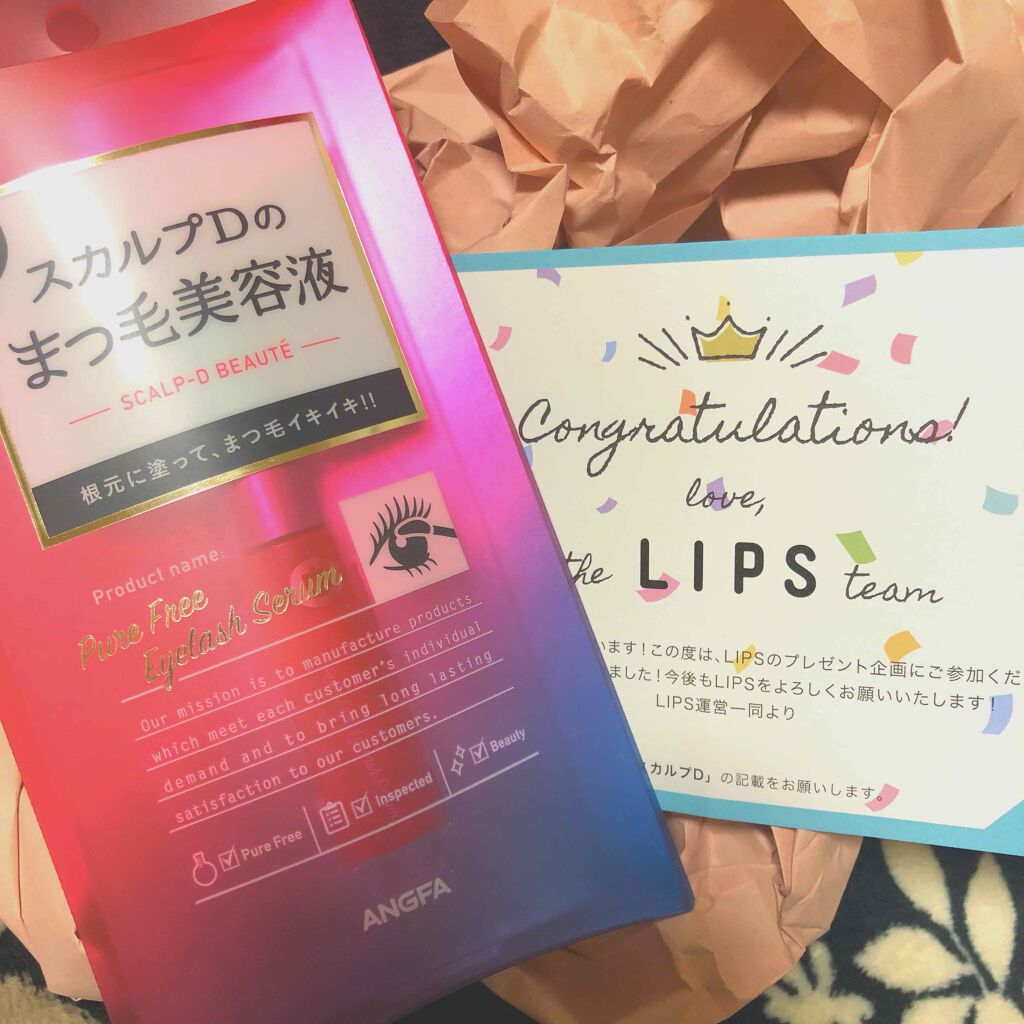 スカルプDの
まつ毛美容液
SCALP-D BEAUTÉ
根元に塗って、まつ毛イキイキ!!
Product name:
Pure Free
Eyelash Serum
Our mission is to manufacture products
which meet each customer's individual
demand and to bring long lasting
satisfaction to our customers.
Pure Free
Inspected
Beauty
ANGFA
Congratulations!
love,
the LIPS team
います！この度は、LIPSのプレゼント企画にご参加くだ
ました！今後もLIPSをよろしくお願いいたします！
LIPS運営一同より
スカルプD」の記載をお願いします。